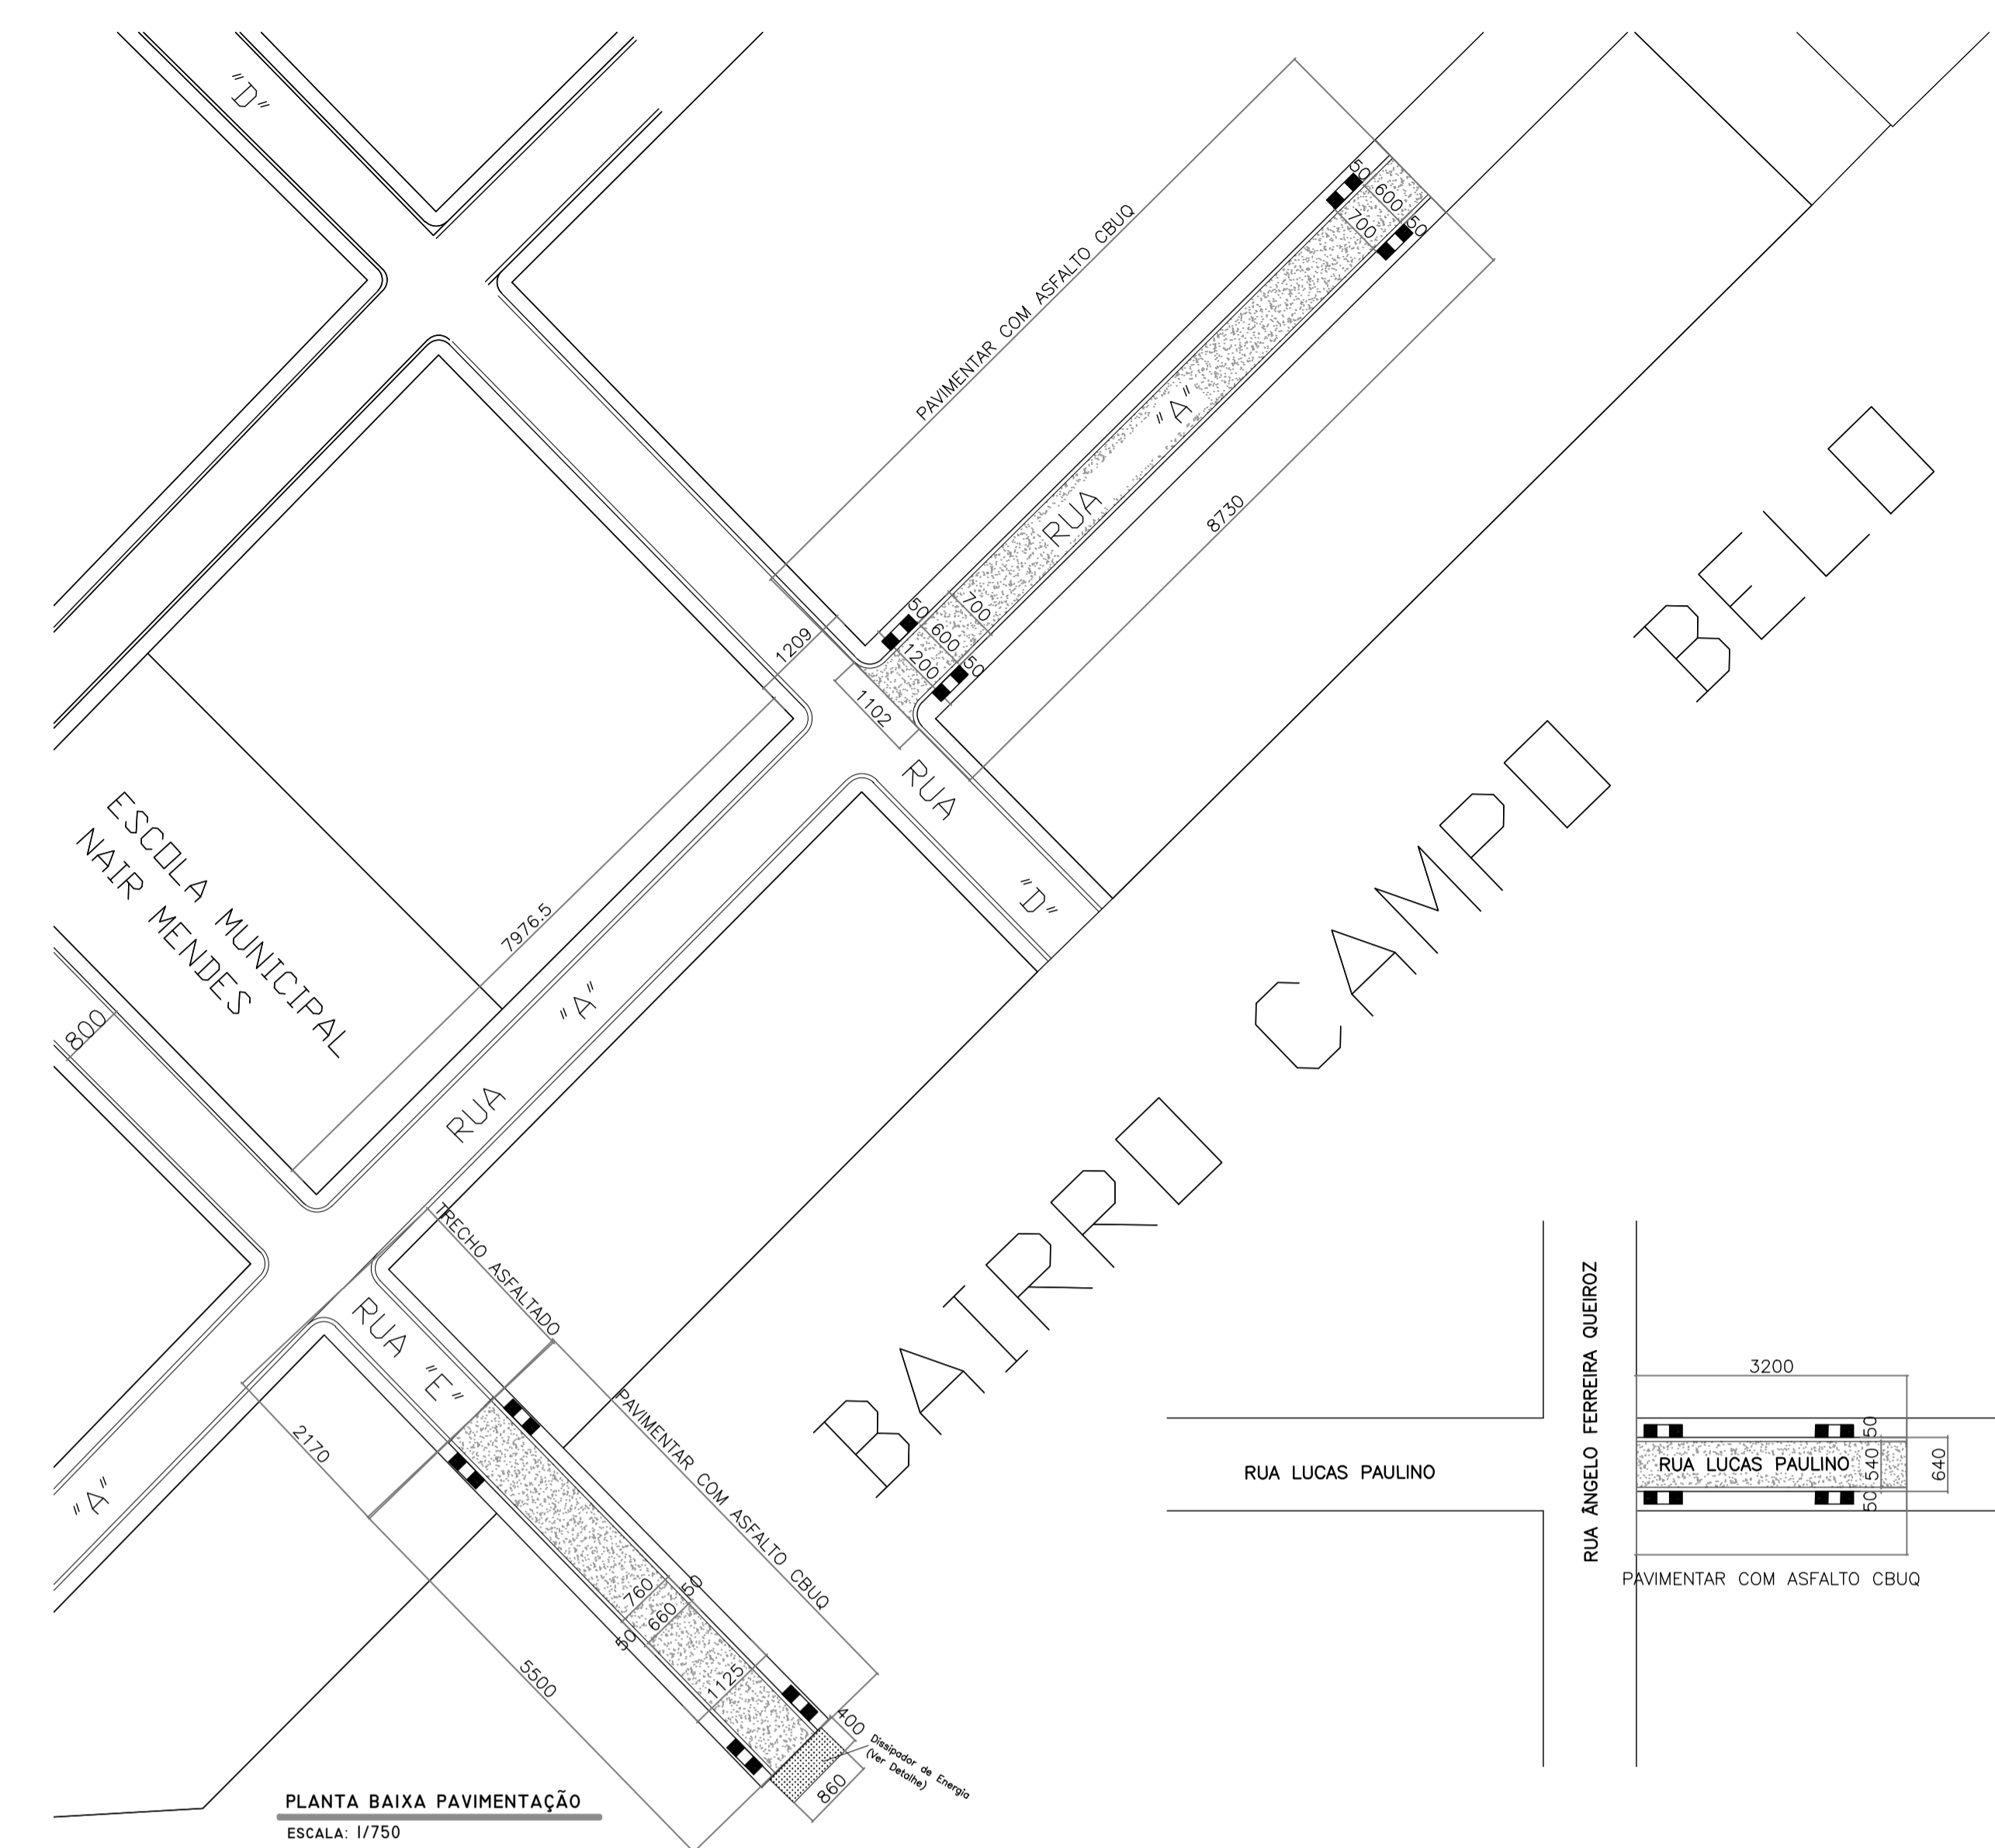 "D"
50
600
50
700
PAVIMENTAR COM ASFALTO CBUQ
RUA "A"
8730
50
700
600
1200
50
1209
1102
RUA "D"
ESCOLA MUNICIPAL
NAIR MENDES
7976.5
800
RUA "A"
BAIRRO CAMPO BELO
TRECHO ASFALTADO
RUA "E"
2170
PAVIMENTAR COM ASFALTO CBUQ
"A"
760
50
660
50
1125
5500
400
Dissipador de Energia
(Ver Detalhe)
860
RUA ÂNGELO FERREIRA QUEIROZ
3200
50
RUA LUCAS PAULINO
RUA LUCAS PAULINO
540
640
50
PAVIMENTAR COM ASFALTO CBUQ
PLANTA BAIXA PAVIMENTAÇÃO
ESCALA: 1/750